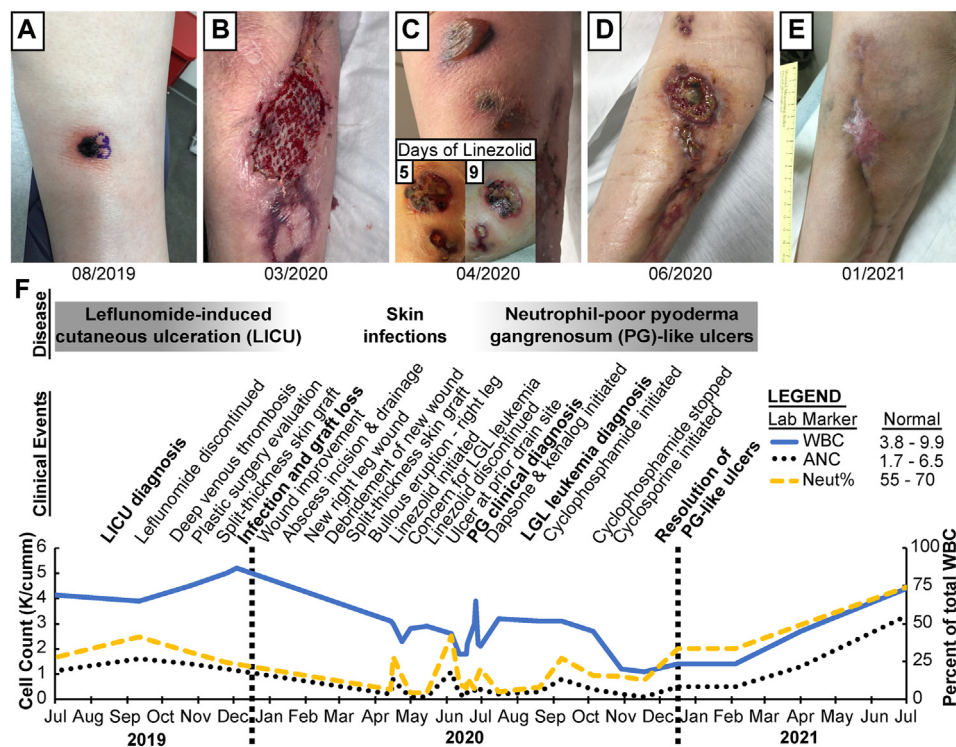 A
B
C
D
E
Days of Linezolid
5
9
08/2019
03/2020
04/2020
06/2020
01/2021
F
Disease
Leflunomide-induced
cutaneous ulceration (LICU)
Skin
infections
Neutrophil-poor pyoderma
gangrenosum (PG)-like ulcers
Clinical Events
LICU diagnosis
Leflunomide discontinued
Deep venous thrombosis
Plastic surgery evaluation
Split-thickness skin graft
Infection and graft loss
Wound improvement
Abscess incision & drainage
New right leg wound
Debridement of new wound
Split-thickness skin graft
Bullous eruption - right leg
Linezolid initiated
Concern for LGL leukemia
Linezolid discontinued
Ulcer at prior drain site
PG clinical diagnosis
Dapsone & kenalog initiated
LGL leukemia diagnosis
Cyclophosphamide initiated
Cyclophosphamide stopped
Cyclosporine initiated
Resolution of
PG-like ulcers
LEGEND
Lab Marker Normal
WBC 3.8 - 9.9
ANC 1.7 - 6.5
Neut% 55 - 70
Cell Count (K/cumm)
6
5
4
3
2
1
0
Percent of total WBC
100
75
50
25
0
Jul Aug Sep Oct Nov Dec Jan Feb Mar Apr May Jun Jul Aug Sep Oct Nov Dec Jan Feb Mar Apr May Jun Jul
2019 2020 2021